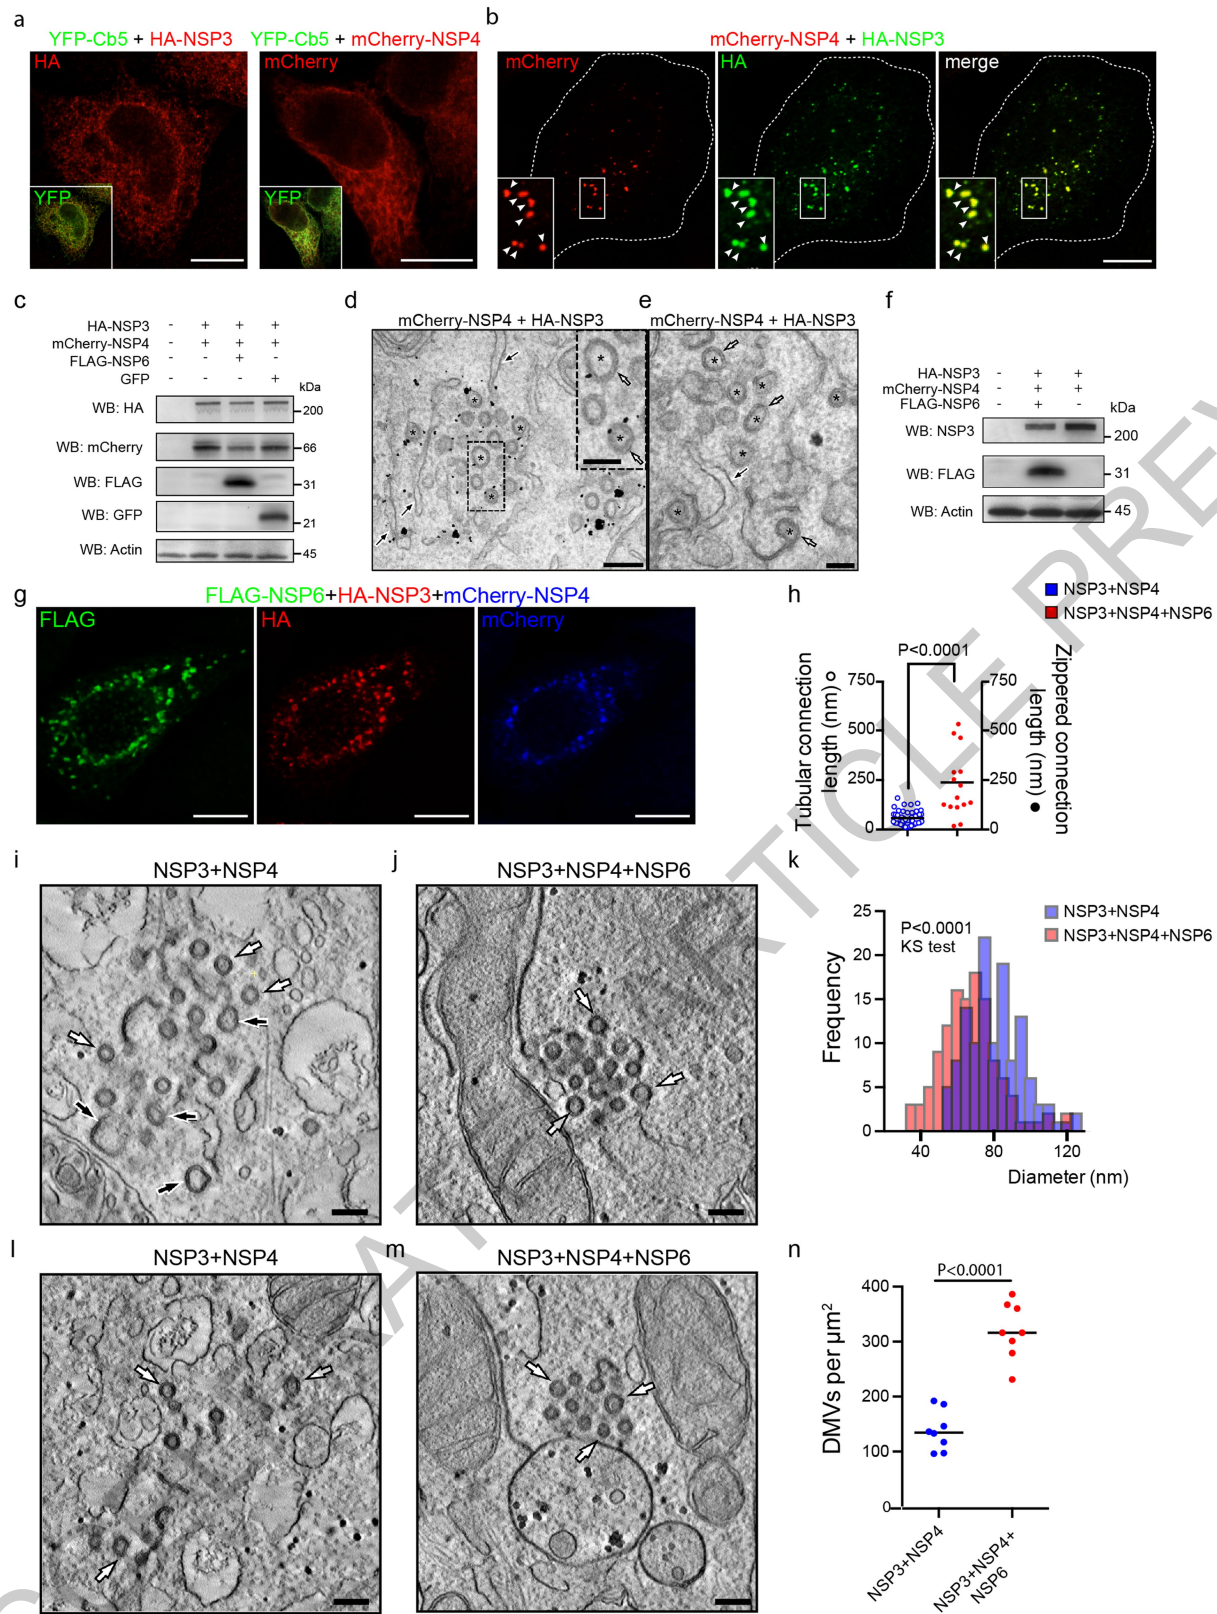 a
YFP-Cb5 + HA-NSP3
YFP-Cb5 + mCherry-NSP4
HA
mCherry
YFP
YFP
b
mCherry-NSP4 + HA-NSP3
mCherry
HA
merge
c
HA-NSP3 - + + +
mCherry-NSP4 - + + +
FLAG-NSP6 +
GFP - - +
kDa
WB: HA
200
WB: mCherry
66
WB: FLAG
31
WB: GFP
21
WB: Actin
45
d
mCherry-NSP4 + HA-NSP3
* * * * * * *
e
mCherry-NSP4 + HA-NSP3
* * * * * * * *
f
HA-NSP3 - + +
mCherry-NSP4 - + +
FLAG-NSP6 - + -
kDa
WB: NSP3
200
WB: FLAG
31
WB: Actin
45
g
FLAG-NSP6+HA-NSP3+mCherry-NSP4
FLAG
HA
mCherry
h
NSP3+NSP4
NSP3+NSP4+NSP6
P<0.0001
Tubular connection
length (nm)
750
500
250
0
750
500
250
0
Zippered connection
length (nm)
i
NSP3+NSP4
j
NSP3+NSP4+NSP6
k
NSP3+NSP4
NSP3+NSP4+NSP6
P<0.0001
KS test
Frequency
25
20
15
10
5
0
40
80
120
Diameter (nm)
l
NSP3+NSP4
m
NSP3+NSP4+NSP6
n
P<0.0001
DMVs per µm²
400
300
200
100
0
NSP3+NSP4
NSP3+NSP4+
NSP6